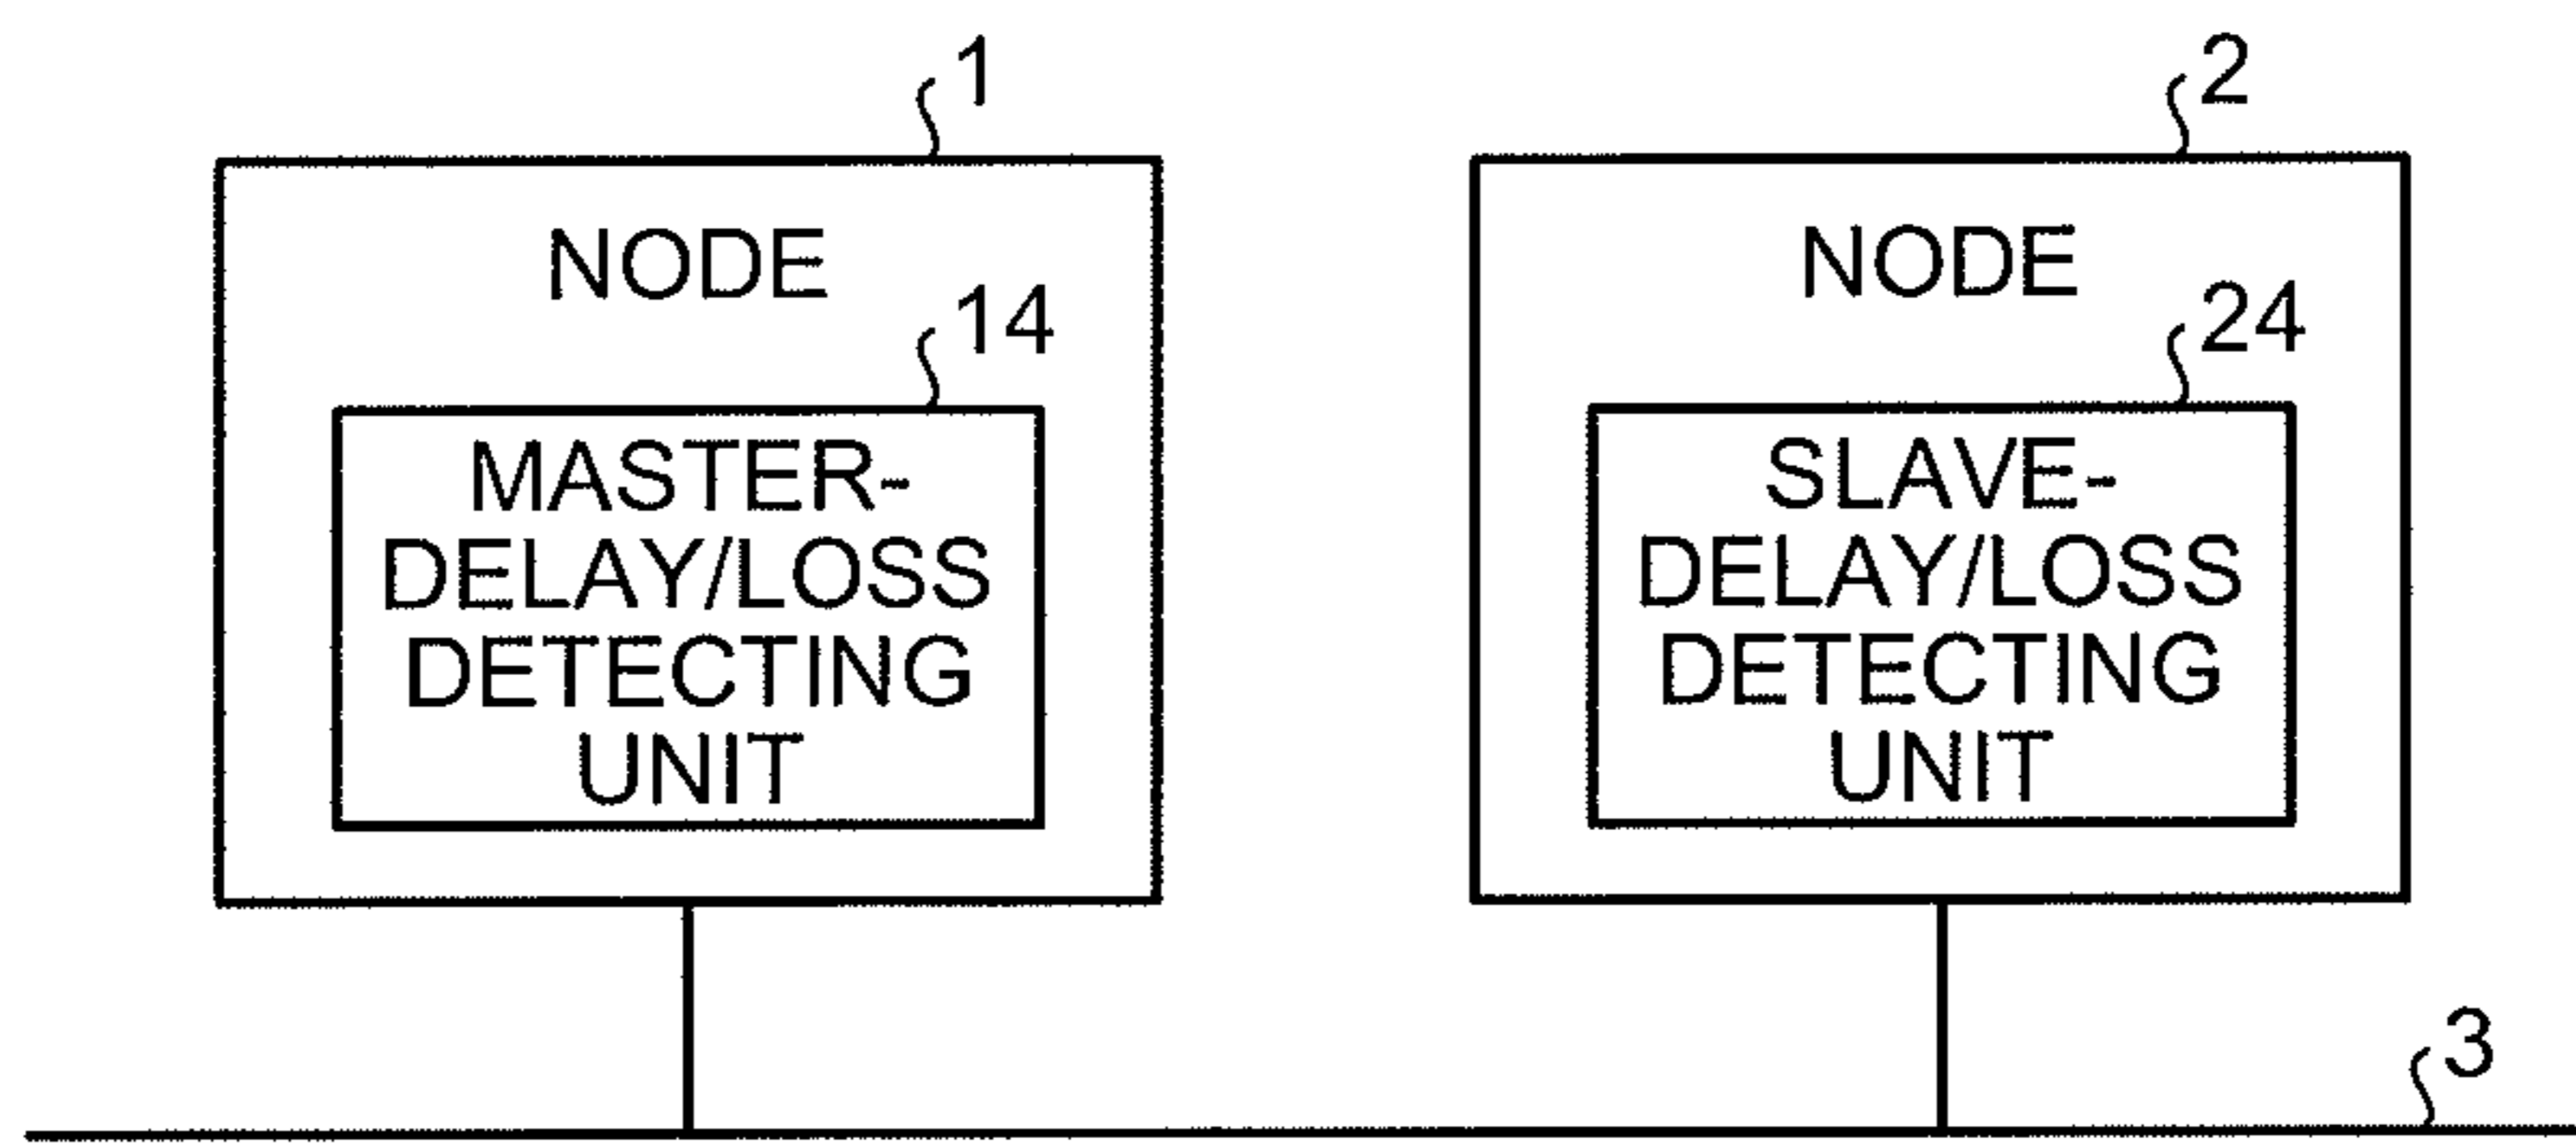 1
2
NODE
NODE
14
24
MASTER-
DELAY/LOSS
DETECTING
UNIT
SLAVE-
DELAY/LOSS
DETECTING
UNIT
3